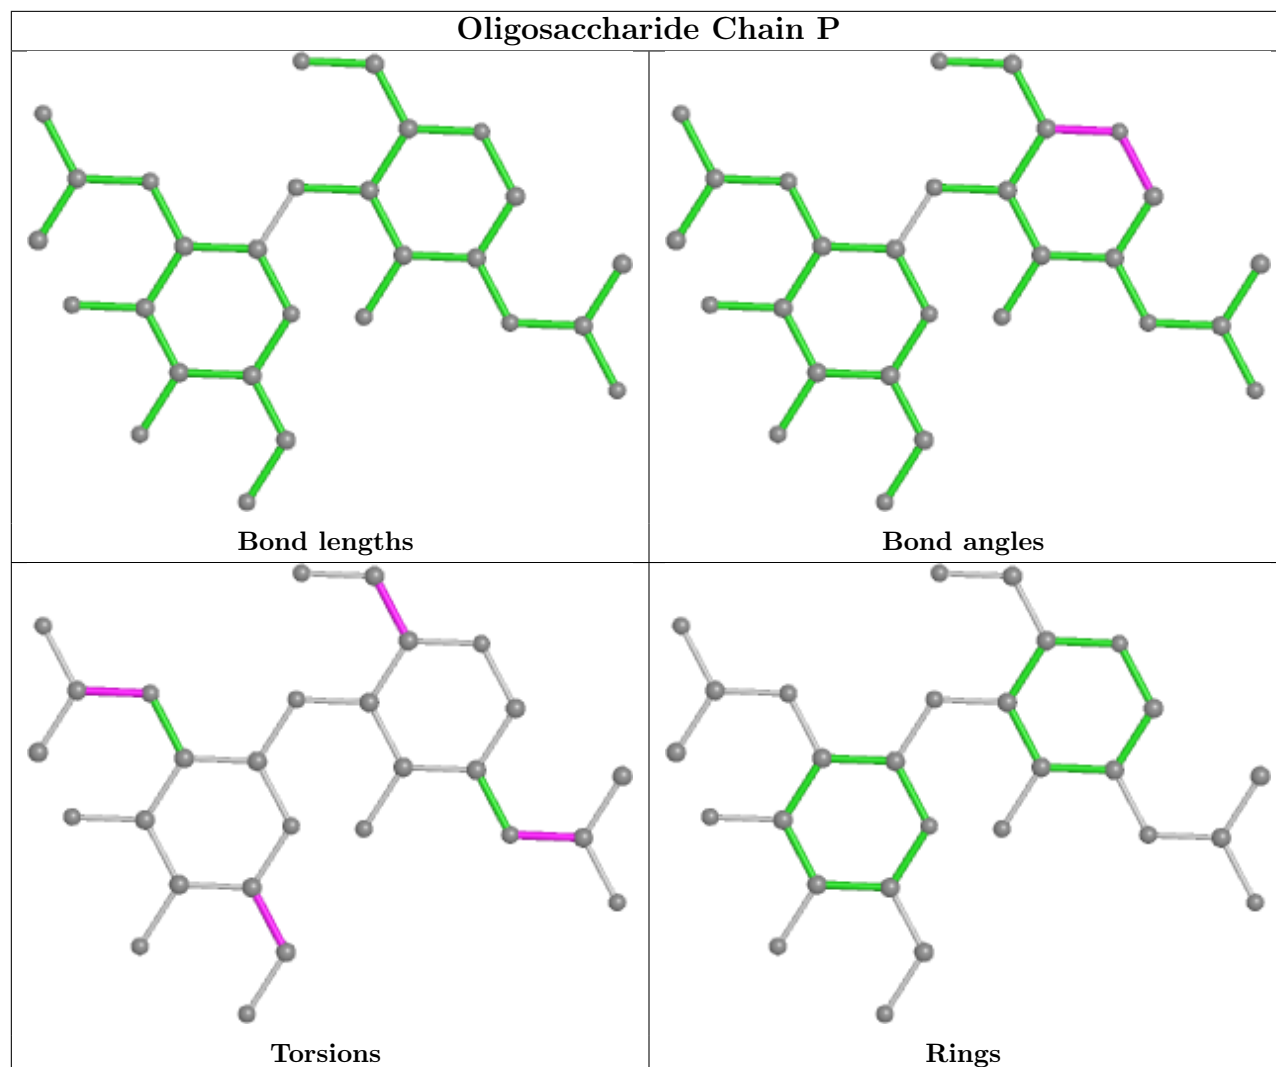 Oligosaccharide Chain P
Bond lengths
Bond angles
Torsions
Rings